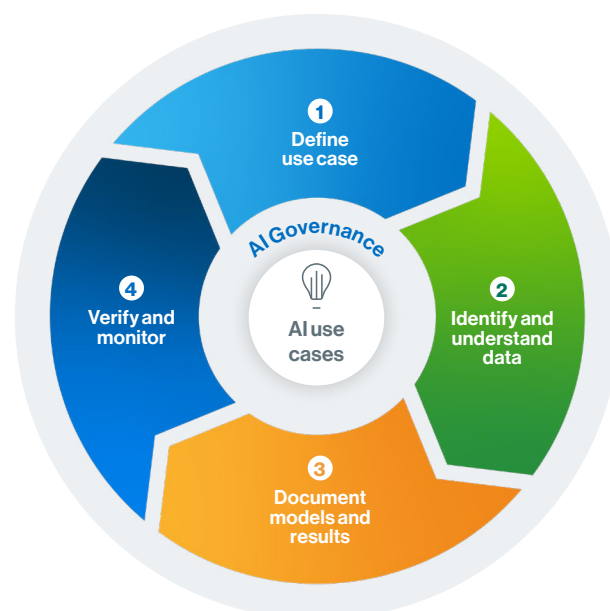 1
Define
use case
AI Governance
AI use
cases
2
Identify and
understand
data
3
Document
models and
results
4
Verify and
monitor